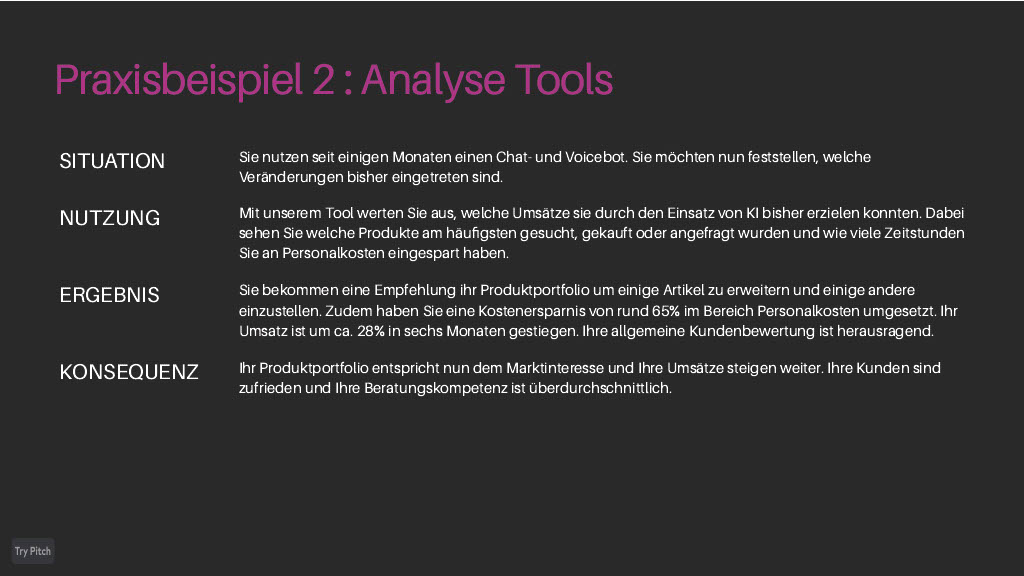 Praxisbeispiel 2 : Analyse Tools
SITUATION
Sie nutzen seit einigen Monaten einen Chat- und Voicebot. Sie möchten nun feststellen, welche
Veränderungen bisher eingetreten sind.
NUTZUNG
Mit unserem Tool werten Sie aus, welche Umsätze sie durch den Einsatz von KI bisher erzielen konnten. Dabei
sehen Sie welche Produkte am häufigsten gesucht, gekauft oder angefragt wurden und wie viele Zeitstunden
Sie an Personalkosten eingespart haben.
ERGEBNIS
Sie bekommen eine Empfehlung ihr Produktportfolio um einige Artikel zu erweitern und einige andere
einzustellen. Zudem haben Sie eine Kostenersparnis von rund 65% im Bereich Personalkosten umgesetzt. Ihr
Umsatz ist um ca. 28% in sechs Monaten gestiegen. Ihre allgemeine Kundenbewertung ist herausragend.
KONSEQUENZ
Ihr Produktportfolio entspricht nun dem Marktinteresse und Ihre Umsätze steigen weiter. Ihre Kunden sind
zufrieden und Ihre Beratungskompetenz ist überdurchschnittlich.
Try Pitch